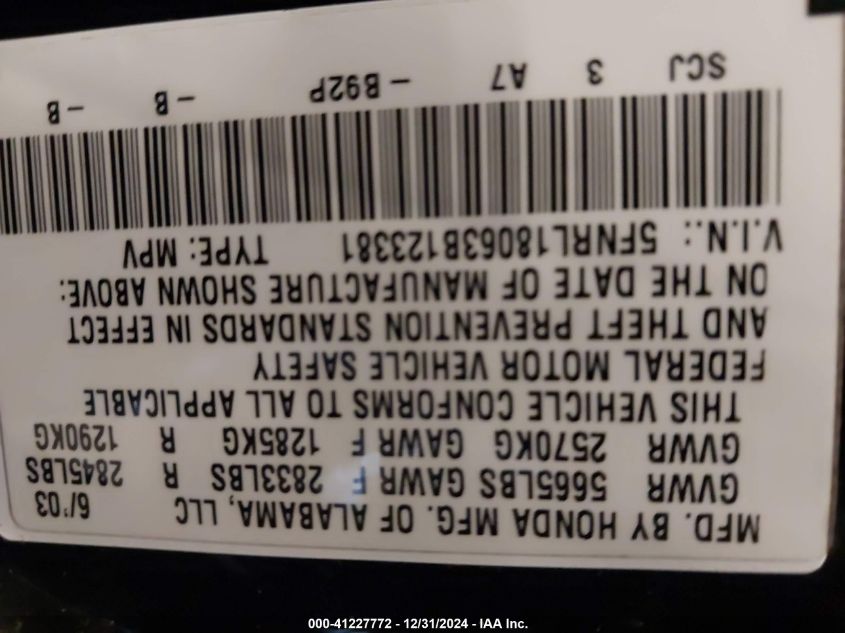 MFD. BY HONDA MFG. OF ALABAMA, LLC 6/'03
GVWR 5665LBS GAWR F 2833LBS R 2845LBS
GVWR 2570KG GAWR F 1285KG R 1290KG
THIS VEHICLE CONFORMS TO ALL APPLICABLE
FEDERAL MOTOR VEHICLE SAFETY
AND THEFT PREVENTION STANDARDS IN EFFECT
ON THE DATE OF MANUFACTURE SHOWN ABOVE:
V.I.N.: 5FNRL18063B123381 TYPE: MPV
SCJ 3 A7 -B92P -B -B
000-41227772 - 12/31/2024 - IAA Inc.